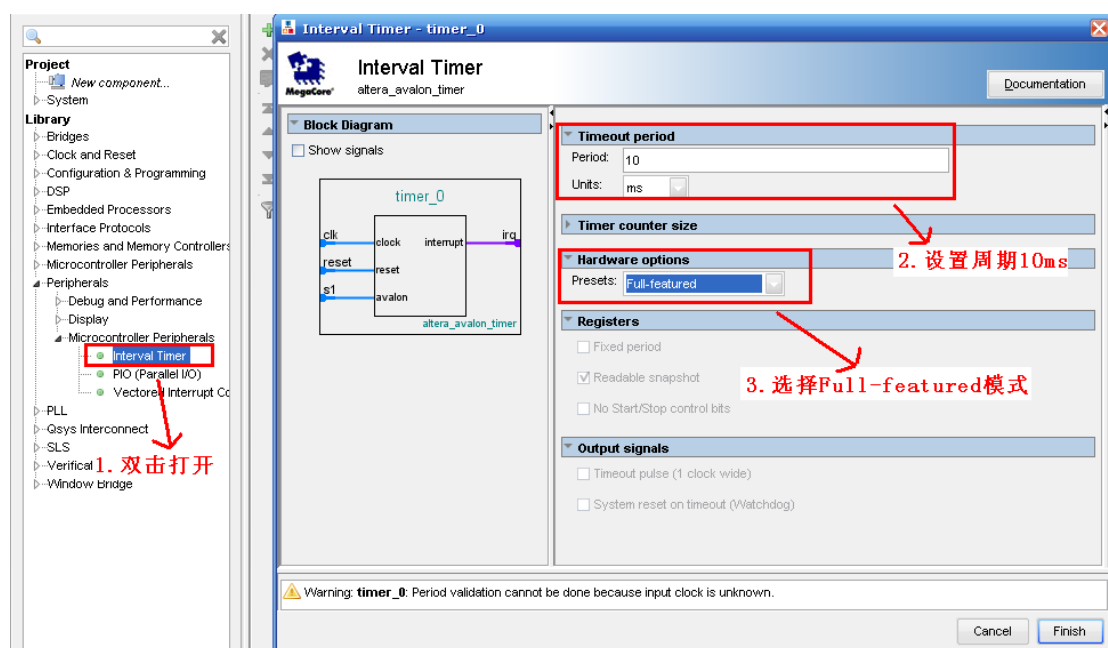 Project
New component...
System
Library
Bridges
Clock and Reset
Configuration & Programming
DSP
Embedded Processors
Interface Protocols
Memories and Memory Controllers
Microcontroller Peripherals
Peripherals
Debug and Performance
Display
Microcontroller Peripherals
Interval Timer
PIO (Parallel I/O)
Vectored Interrupt Co
PLL
Qsys Interconnect
SLS
Verificat
Window Bridge
1. 双击打开
Interval Timer - timer_0
MegaCore'
Interval Timer
altera_avalon_timer
Documentation
Block Diagram
Show signals
timer_0
clk
clock
interrupt
irq
reset
reset
s1
avalon
altera_avalon_timer
Timeout period
Period:
10
Units:
ms
Timer counter size
2. 设置周期10ms
Hardware options
Presets:
Full-featured
Registers
Fixed period
Readable snapshot
No Start/Stop control bits
3. 选择Full-featured模式
Output signals
Timeout pulse (1 clock wide)
System reset on timeout (Watchdog)
Warning: timer_0: Period validation cannot be done because input clock is unknown.
Cancel
Finish